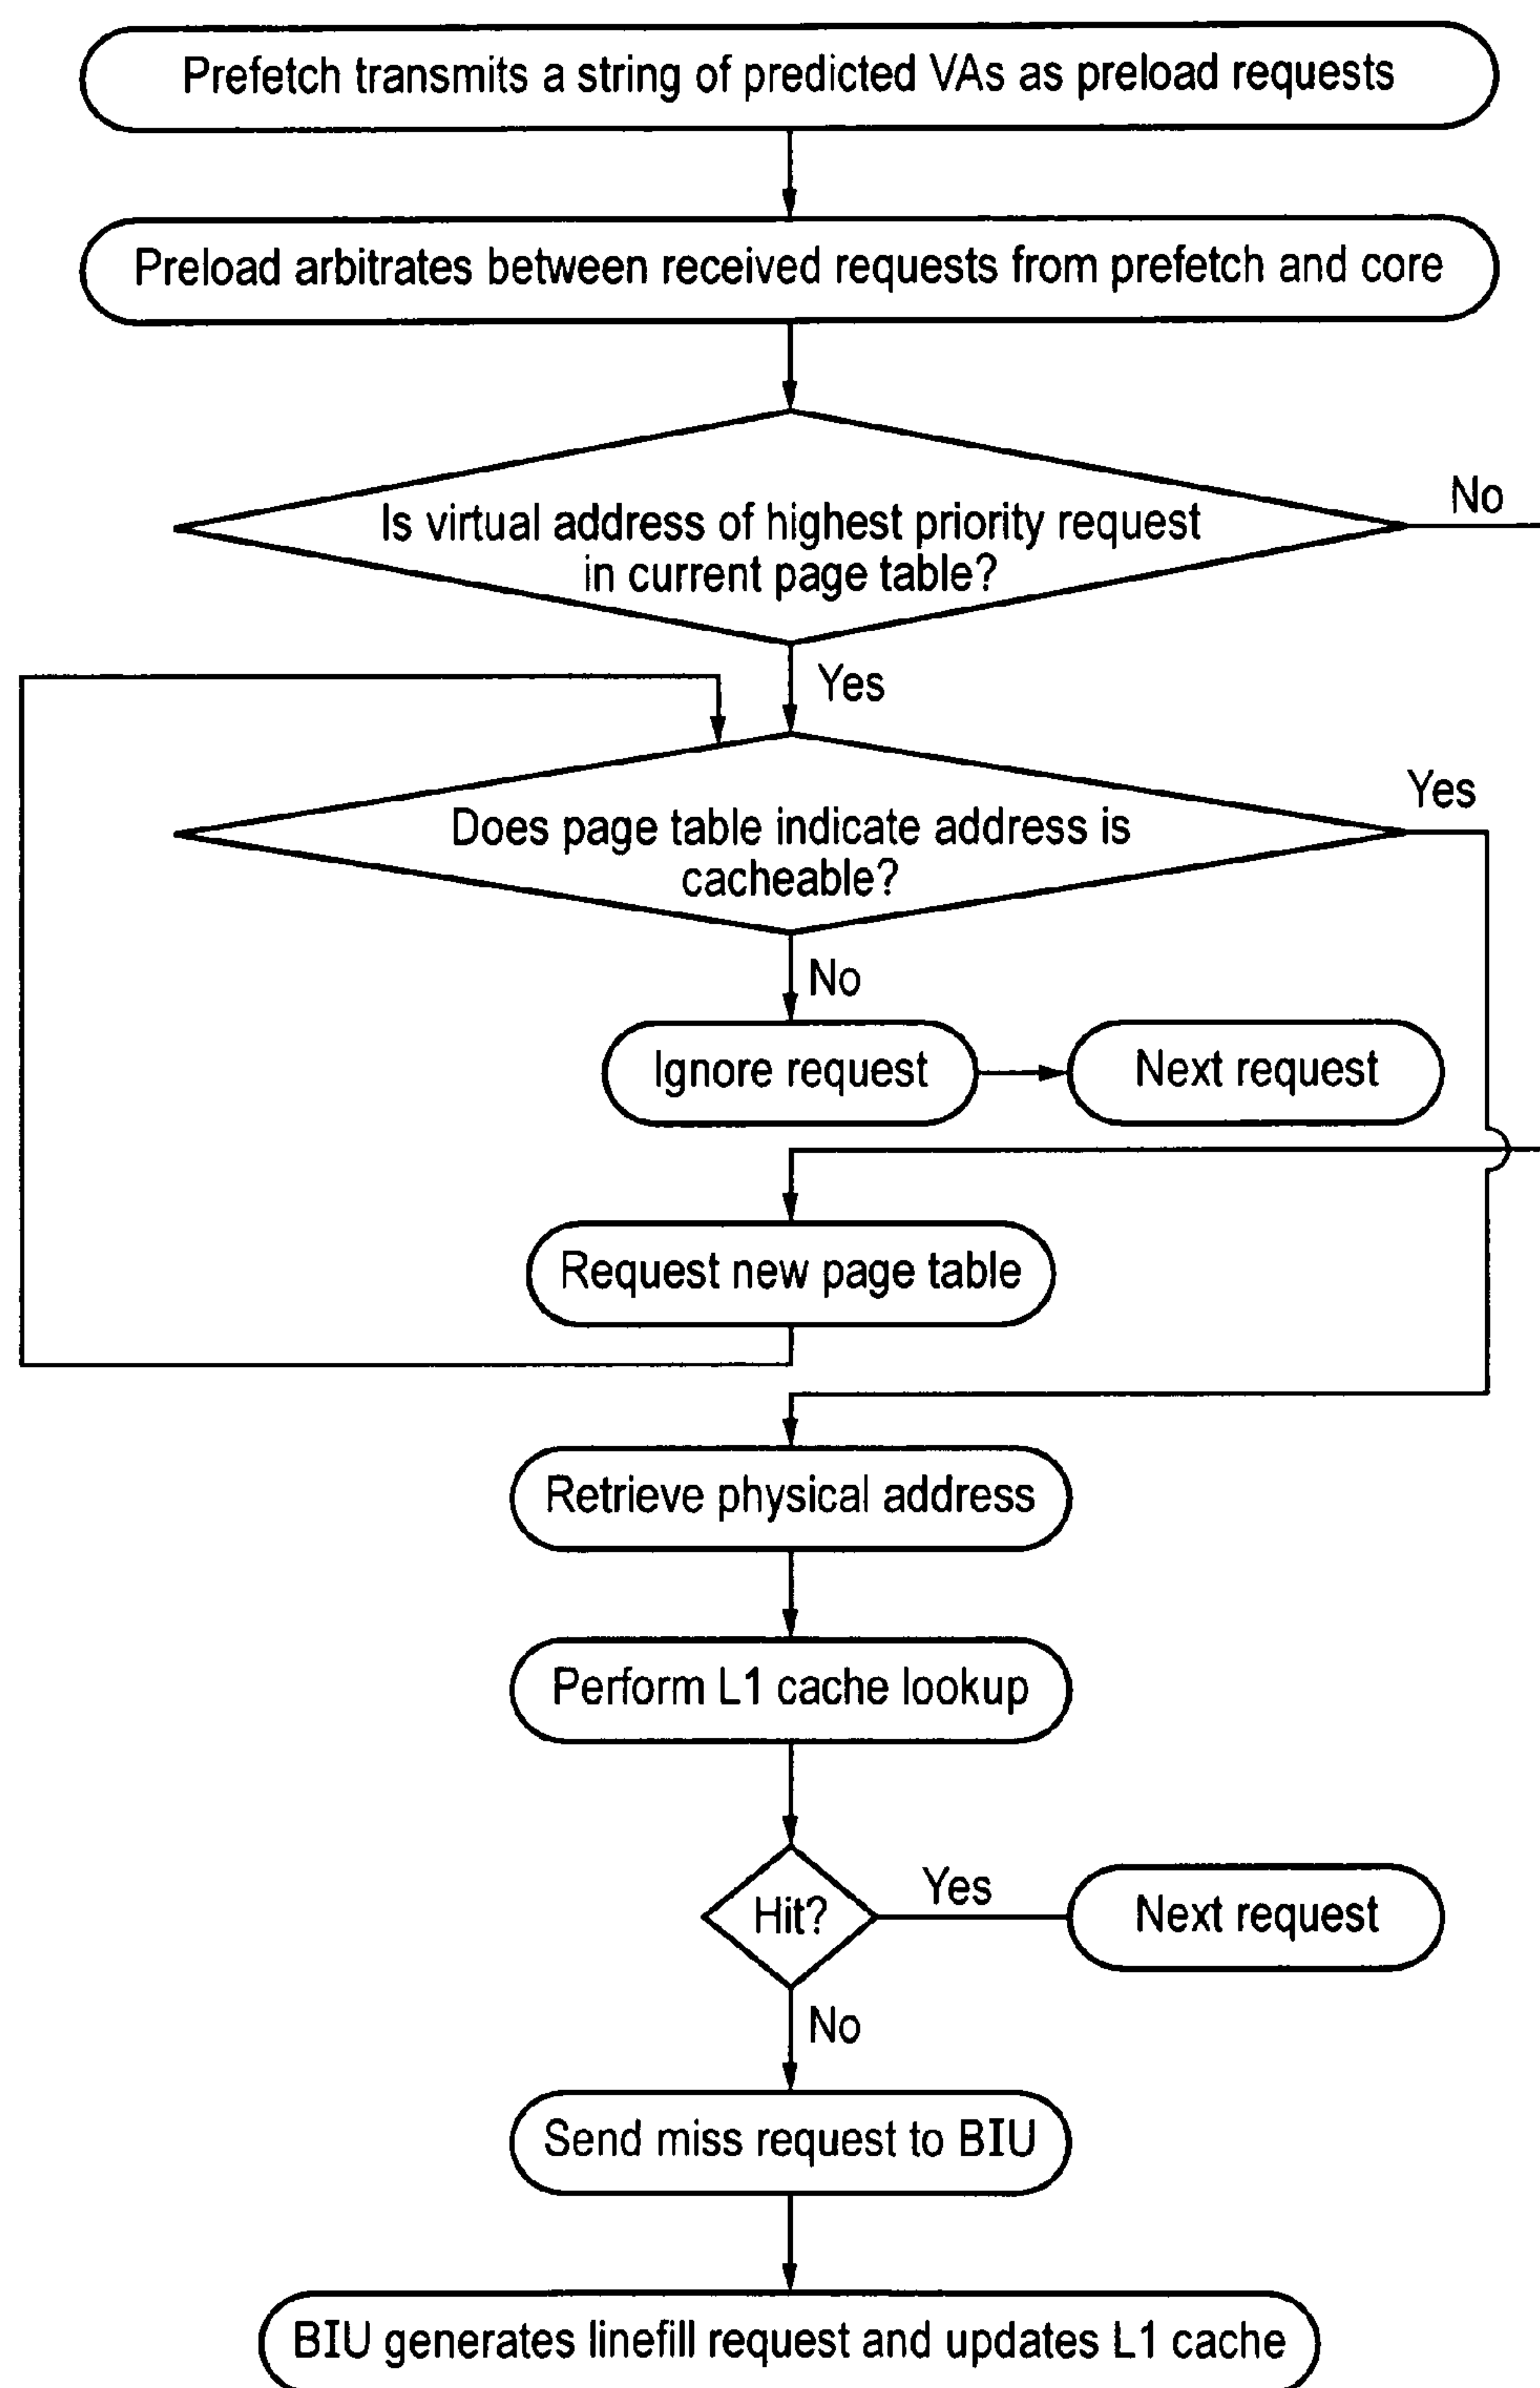 Prefetch transmits a string of predicted VAs as preload requests
Preload arbitrates between received requests from prefetch and core
Is virtual address of highest priority request
in current page table?
No
Yes
Does page table indicate address is
cacheable?
Yes
No
Ignore request
Next request
Request new page table
Retrieve physical address
Perform L1 cache lookup
Hit?
Yes
Next request
No
Send miss request to BIU
BIU generates linefill request and updates L1 cache